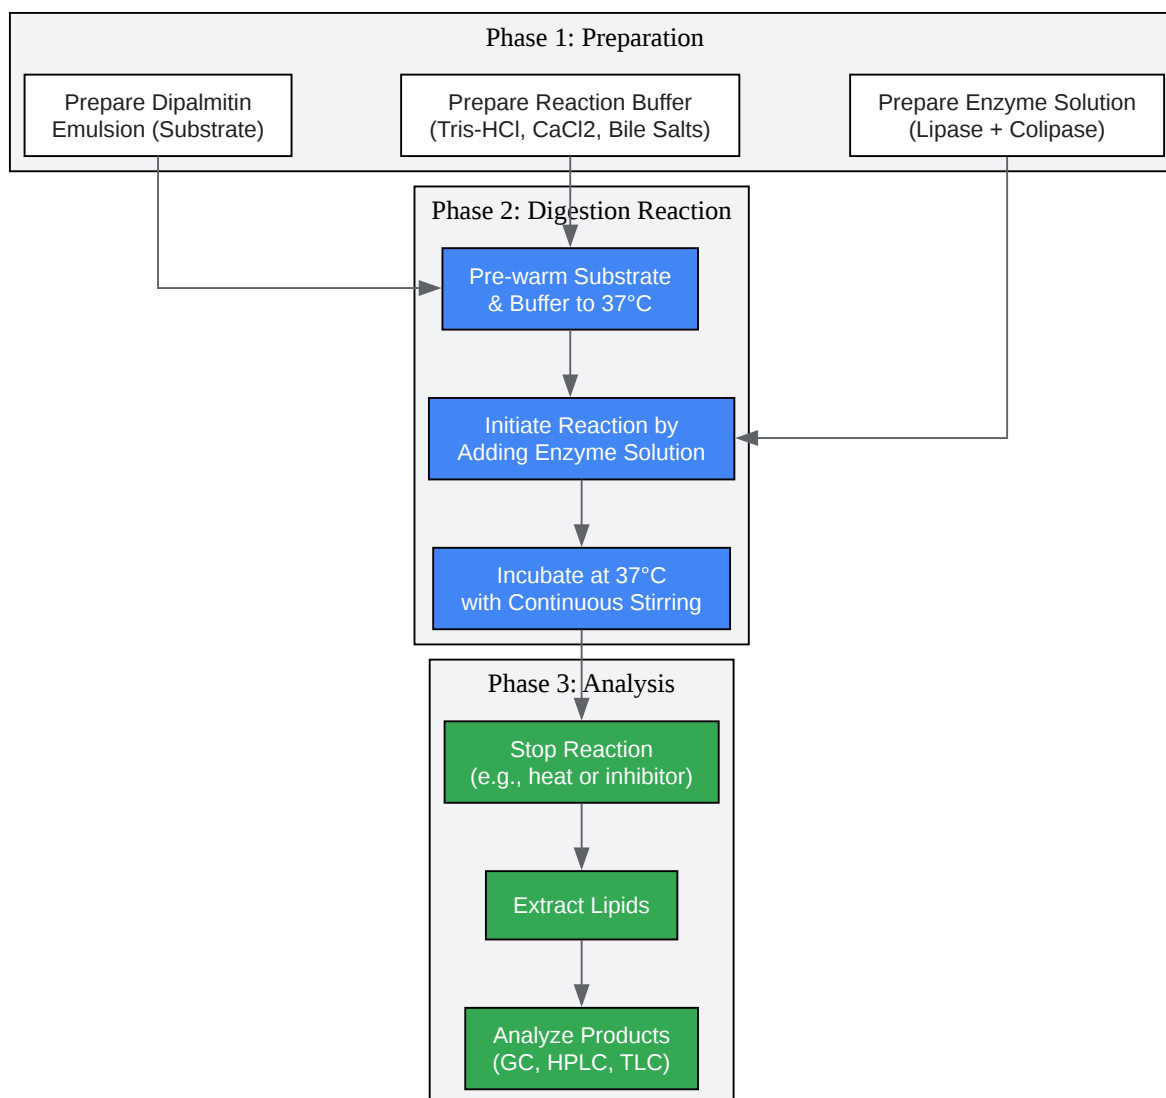 Phase 1: Preparation
Prepare Dipalmitin
Emulsion (Substrate)
Prepare Reaction Buffer
(Tris-HCl, CaCl2, Bile Salts)
Prepare Enzyme Solution
(Lipase + Colipase)
Phase 2: Digestion Reaction
Pre-warm Substrate
& Buffer to 37°C
Initiate Reaction by
Adding Enzyme Solution
Incubate at 37°C
with Continuous Stirring
Phase 3: Analysis
Stop Reaction
(e.g., heat or inhibitor)
Extract Lipids
Analyze Products
(GC, HPLC, TLC)